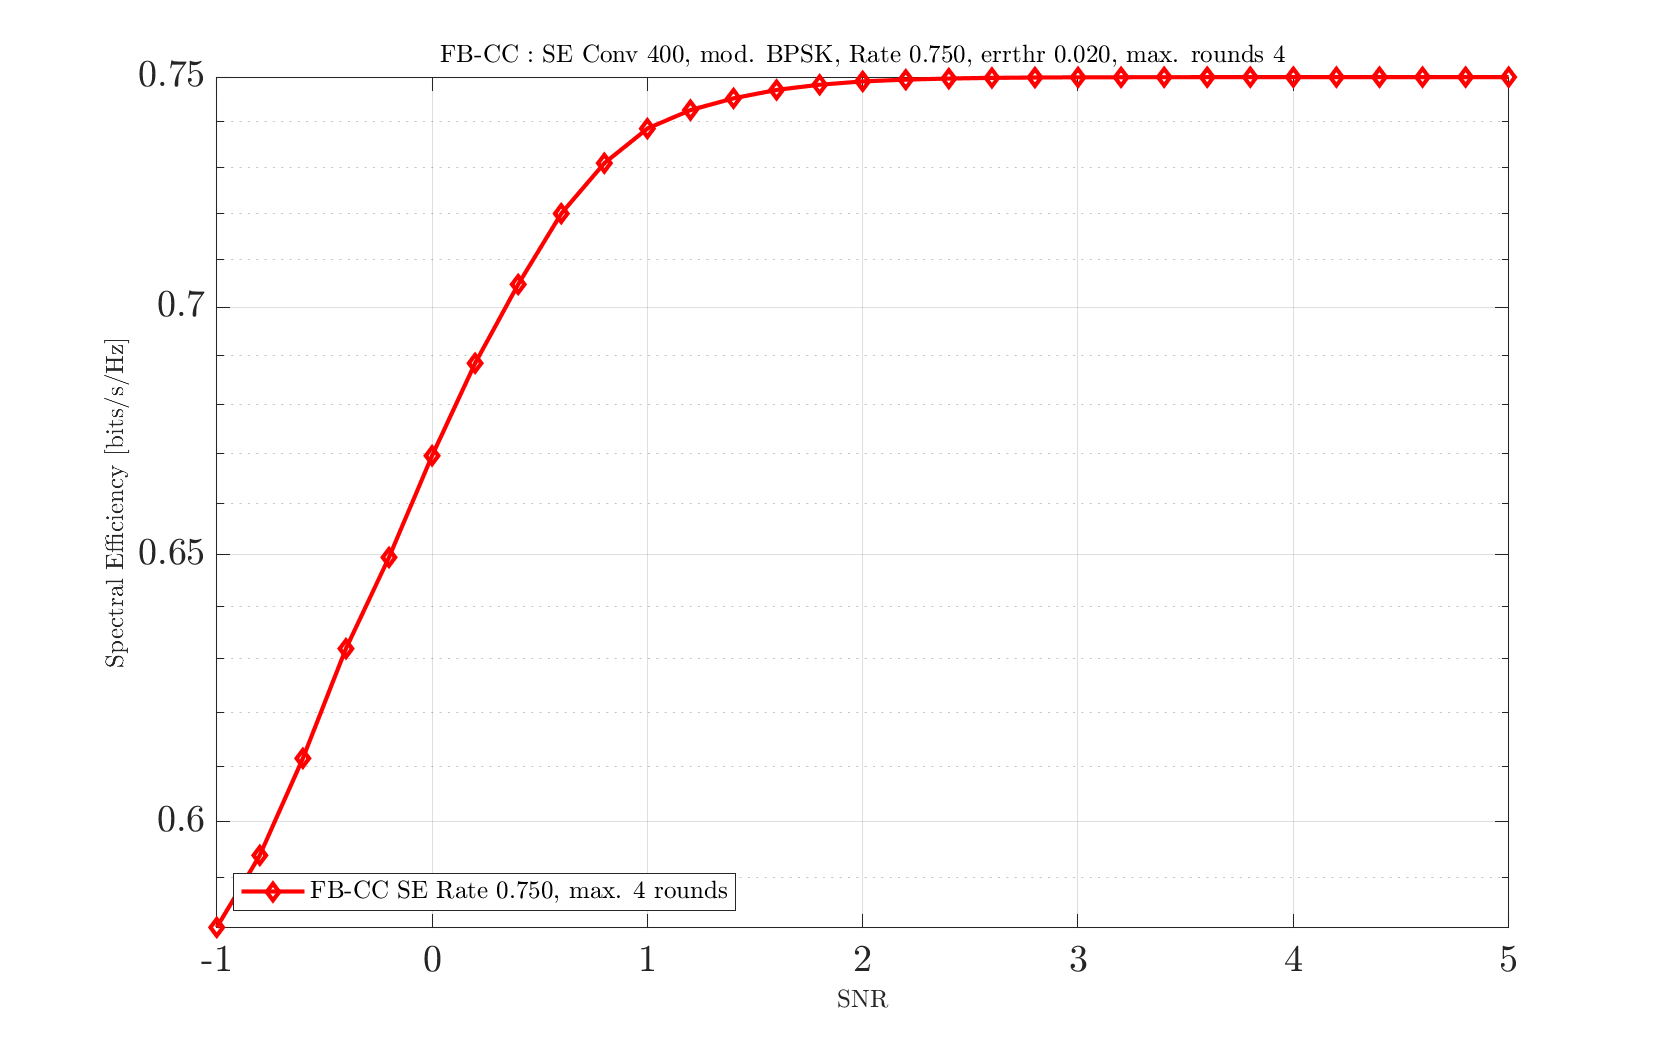 FB-CC : SE Conv 400, mod. BPSK, Rate 0.750, errthr 0.020, max. rounds 4
0.75
0.7
0.65
0.6
Spectral Efficiency [bits/s/Hz]
FB-CC SE Rate 0.750, max. 4 rounds
-1 0 1 2 3 4 5
SNR